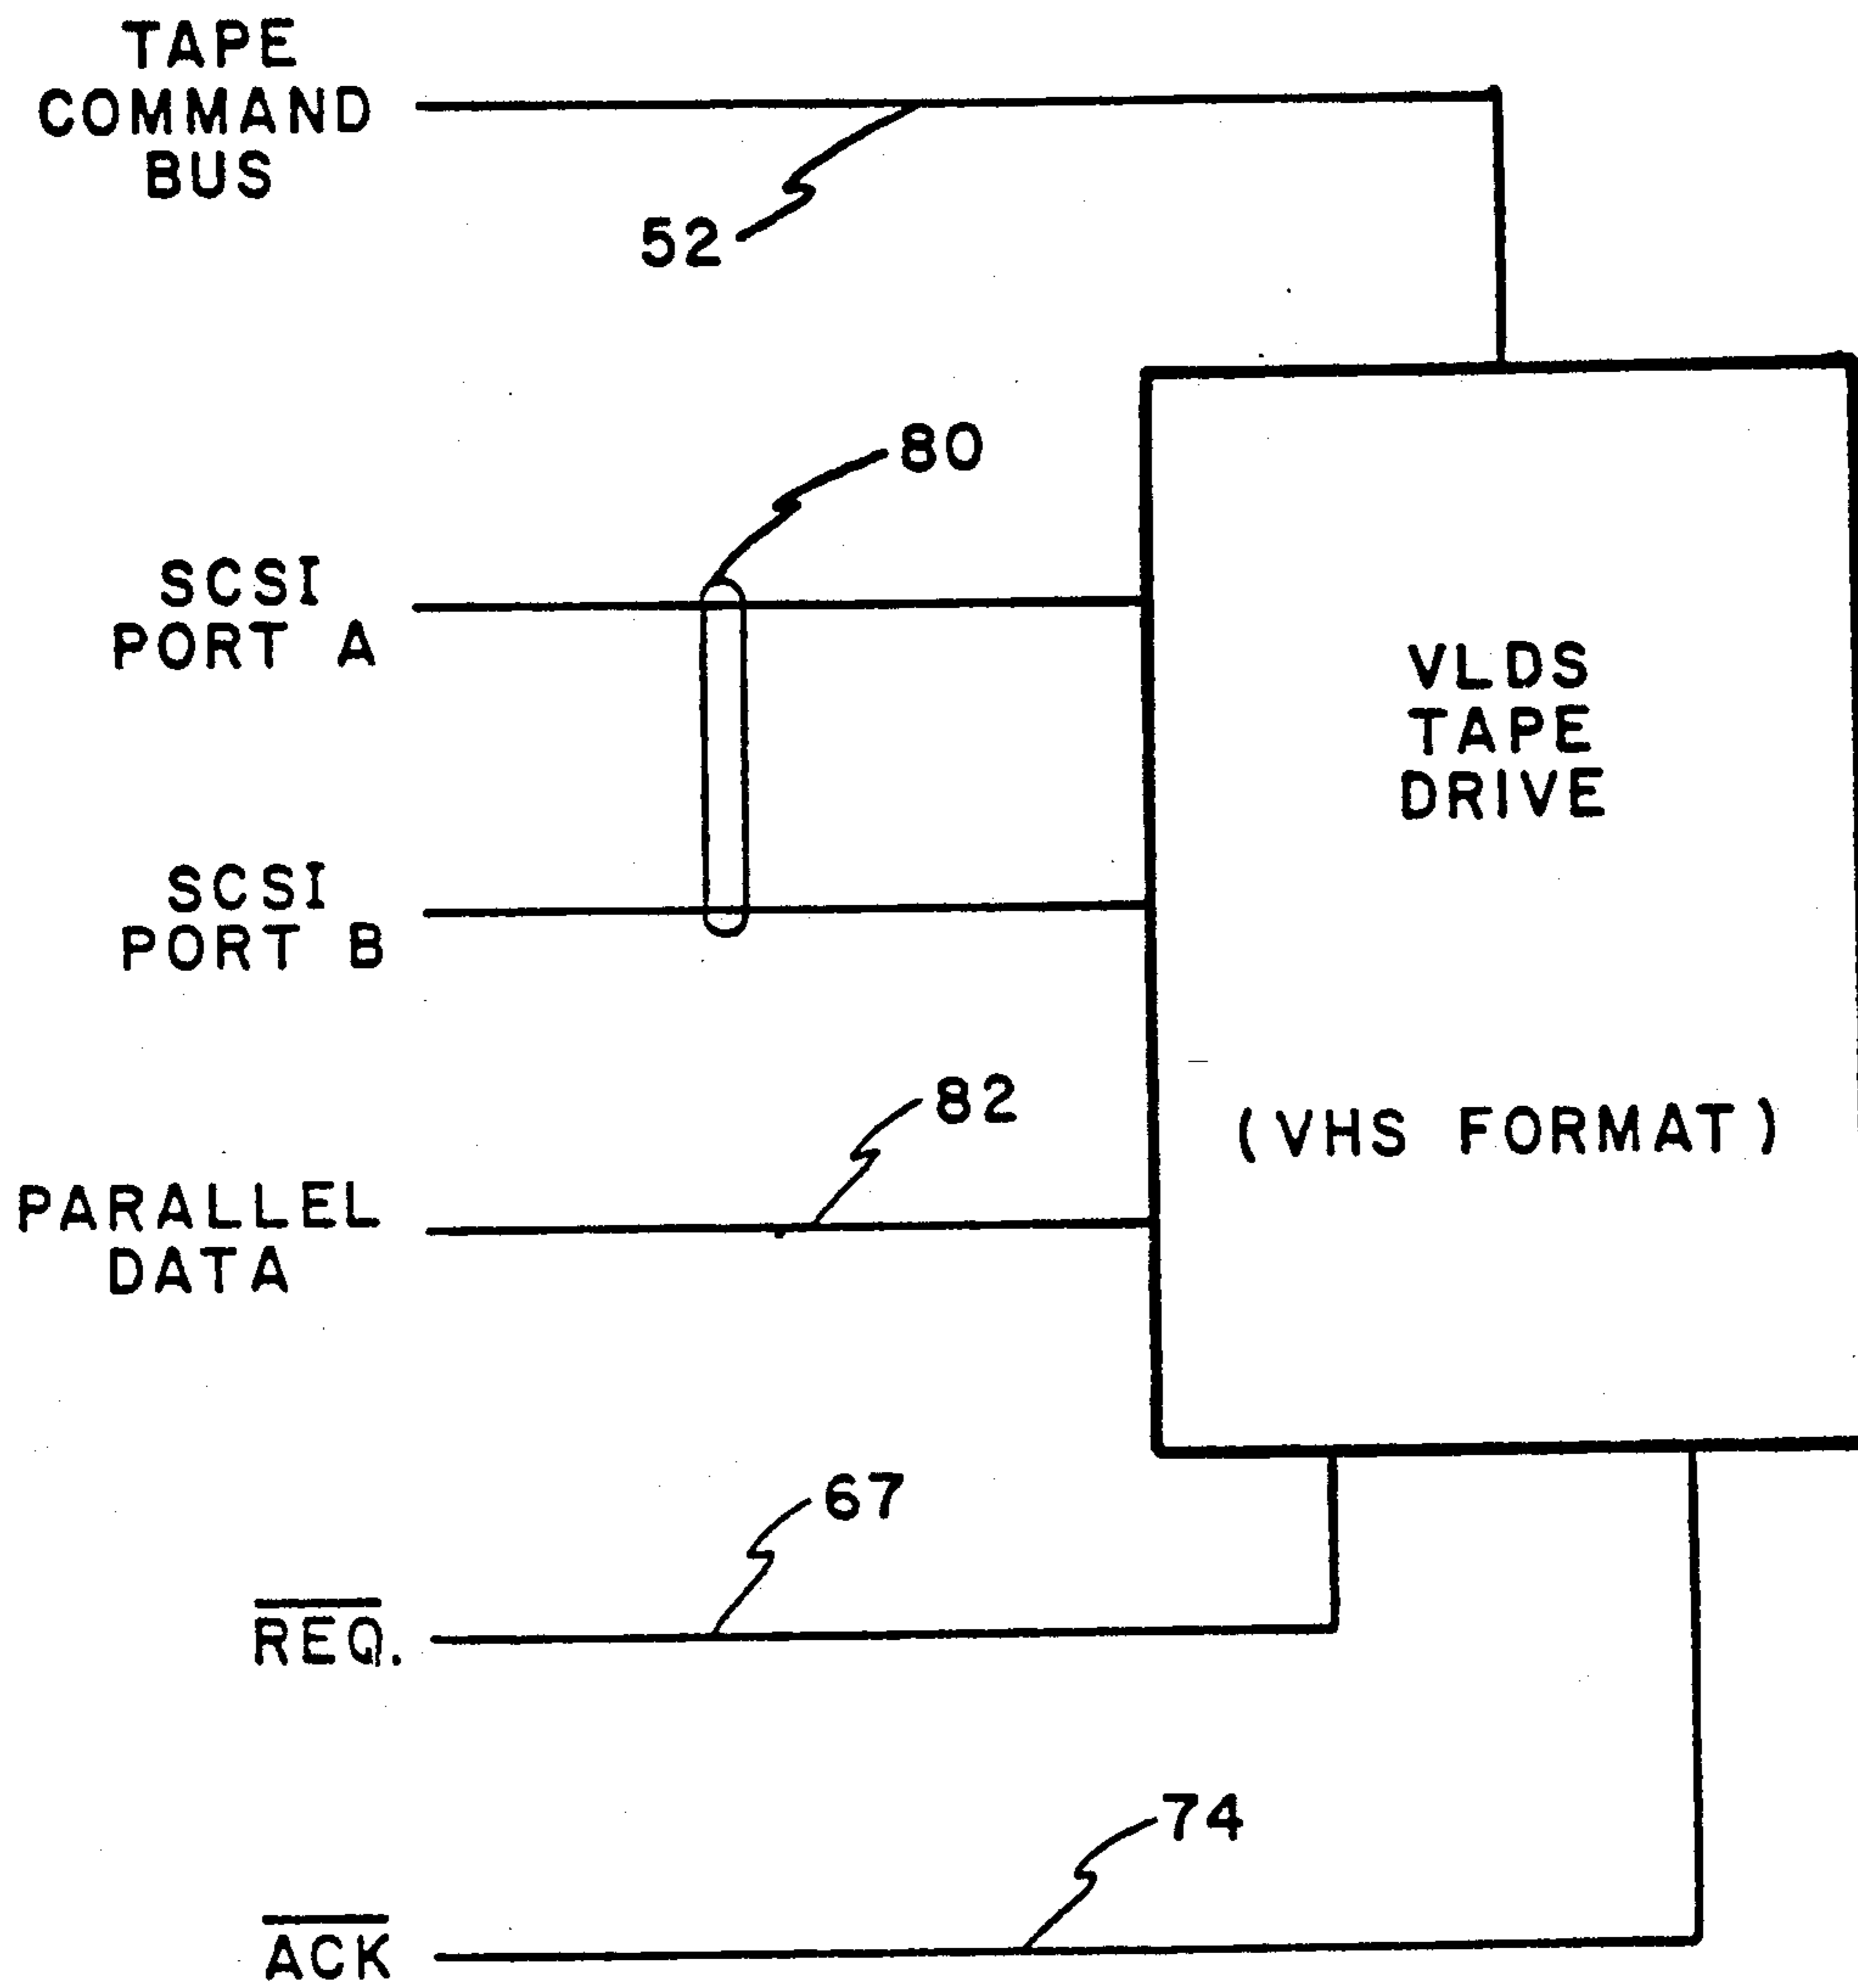 TAPE
COMMAND
BUS
52
80
SCSI
PORT A
VLDS
TAPE
DRIVE
SCSI
PORT B
82
(VHS FORMAT)
PARALLEL
DATA
67
REQ.
74
ACK